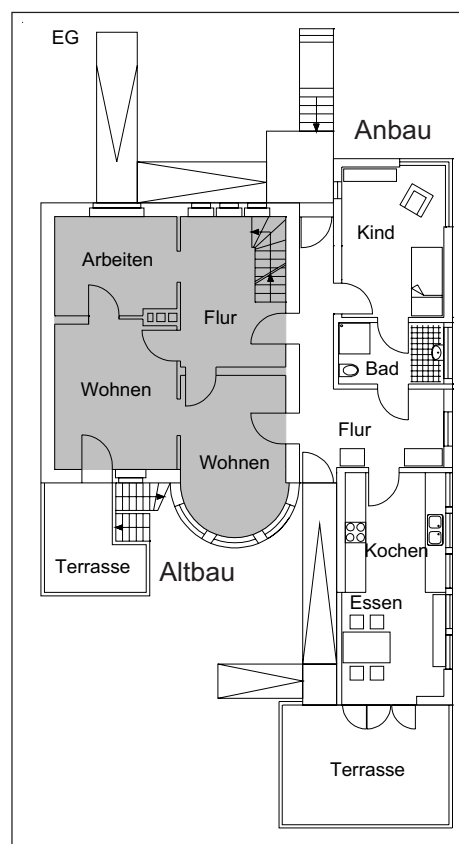 EG
Anbau
Kind
Arbeiten
Flur
Bad
Wohnen
Flur
Wohnen
Kochen
Terrasse
Altbau
Essen
Terrasse